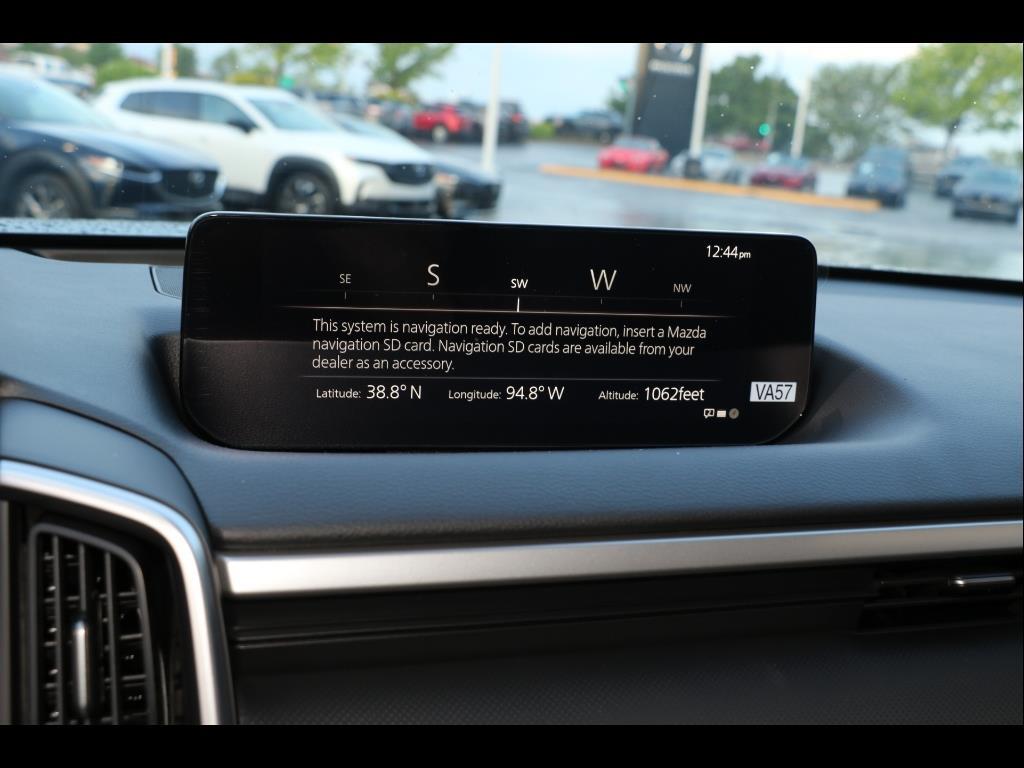 12:44pm
SE S SW W NW
This system is navigation ready. To add navigation, insert a Mazda
navigation SD card. Navigation SD cards are available from your
dealer as an accessory.
Latitude: 38.8° N Longitude: 94.8° W Altitude: 1062feet
VA57